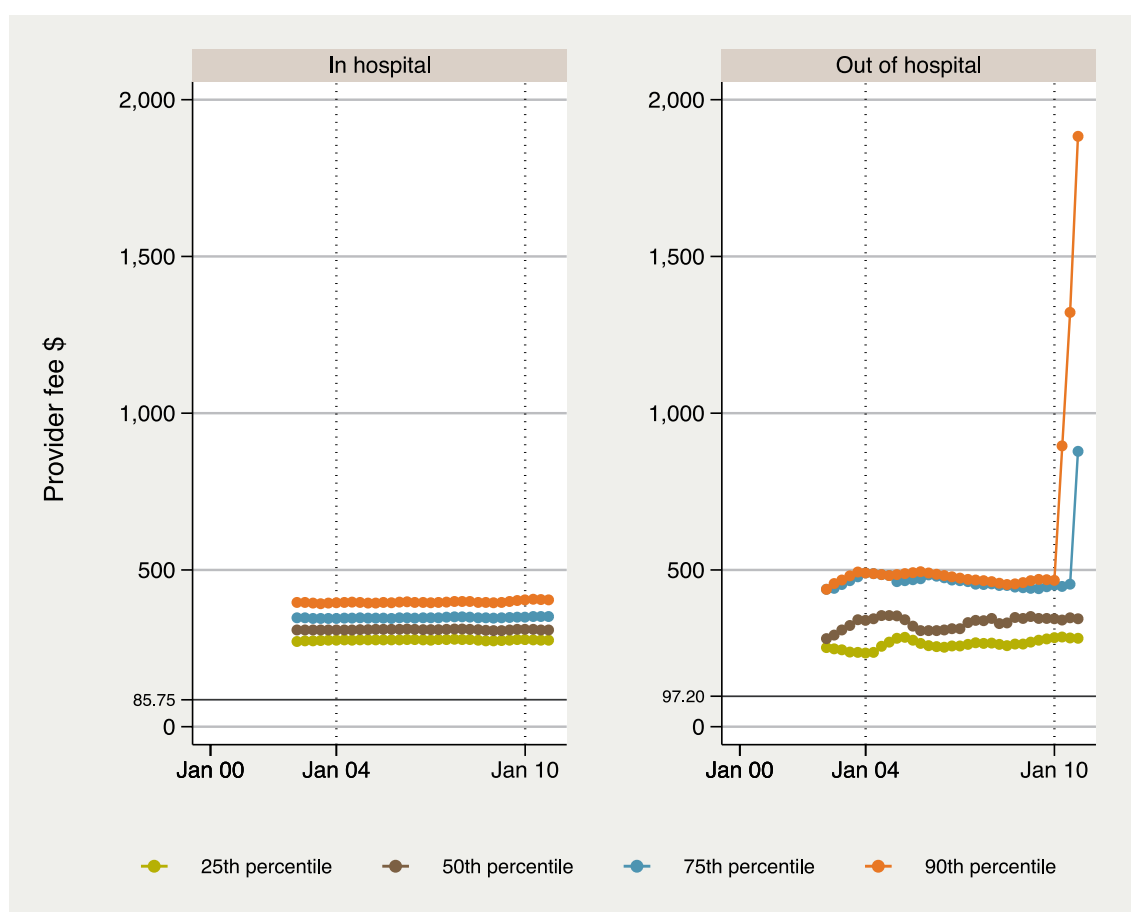 In hospital
Out of hospital
Provider fee $
2,000
1,500
1,000
500
85.75
0
Jan 00
Jan 04
Jan 10
2,000
1,500
1,000
500
97.20
0
Jan 00
Jan 04
Jan 10
25th percentile 50th percentile 75th percentile 90th percentile